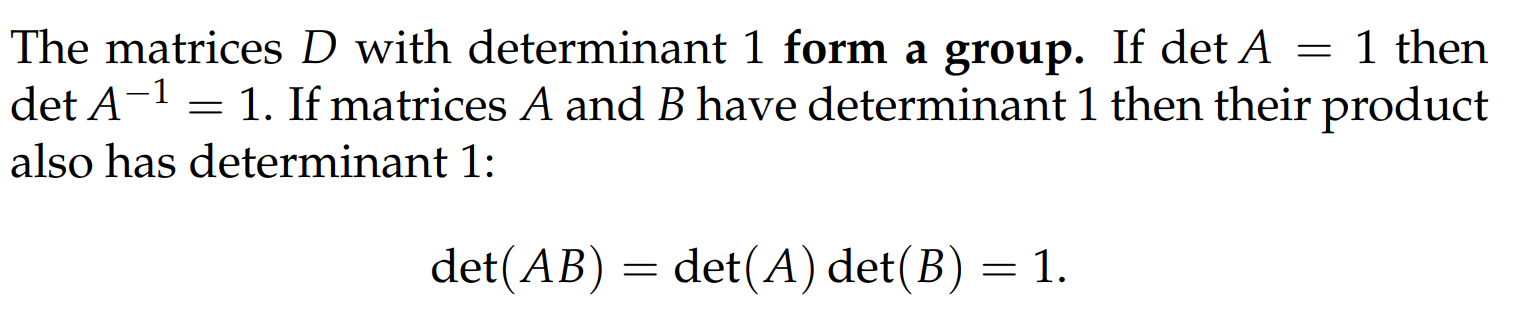 The matrices D with determinant 1 form a group. If det A = 1 then
det A⁻¹ = 1. If matrices A and B have determinant 1 then their product
also has determinant 1:
det(AB) = det(A) det(B) = 1.